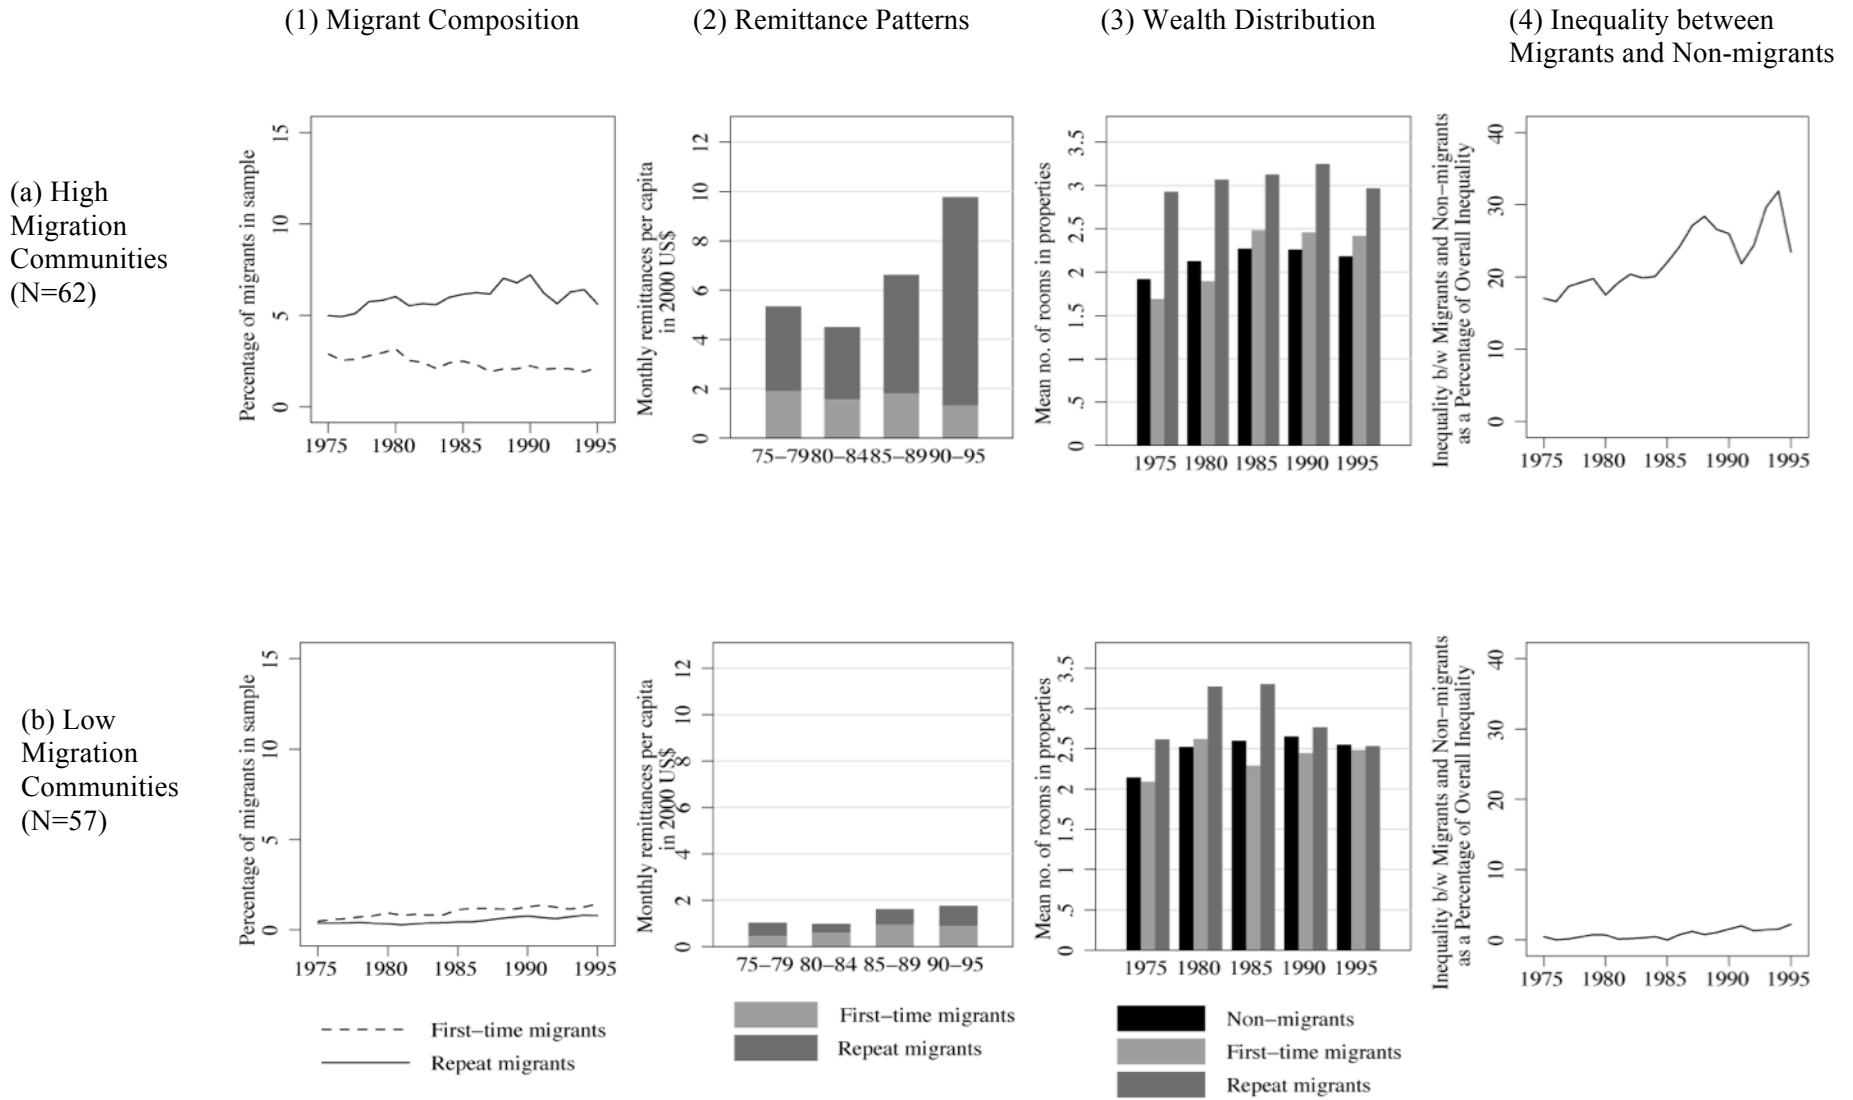 (1) Migrant Composition
(2) Remittance Patterns
(3) Wealth Distribution
(4) Inequality between
Migrants and Non-migrants
(a) High
Migration
Communities
(N=62)
Percentage of migrants in sample
15
10
5
0
1975 1980 1985 1990 1995
Monthly remittances per capita
in 2000 US$
12
10
8
6
4
2
0
75–79 80–84 85–89 90–95
Mean no. of rooms in properties
3.5
3
2.5
2
1.5
1
.5
0
1975 1980 1985 1990 1995
Inequality b/w Migrants and Non–migrants
as a Percentage of Overall Inequality
40
30
20
10
0
1975 1980 1985 1990 1995
(b) Low
Migration
Communities
(N=57)
Percentage of migrants in sample
15
10
5
0
1975 1980 1985 1990 1995
First–time migrants
Repeat migrants
Monthly remittances per capita
in 2000 US$
12
10
8
6
4
2
0
75–79 80–84 85–89 90–95
First–time migrants
Repeat migrants
Mean no. of rooms in properties
3.5
3
2.5
2
1.5
1
.5
0
1975 1980 1985 1990 1995
Non–migrants
First–time migrants
Repeat migrants
Inequality b/w Migrants and Non–migrants
as a Percentage of Overall Inequality
40
30
20
10
0
1975 1980 1985 1990 1995